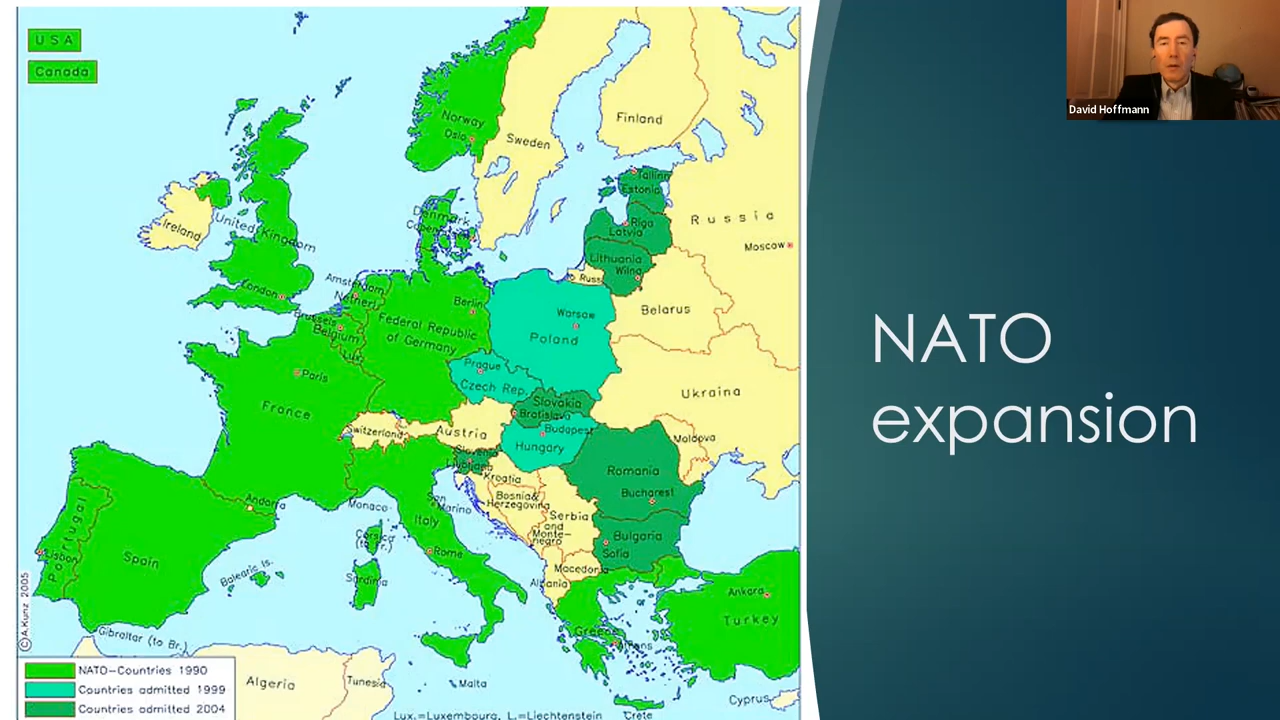 USA
Canada
Norway
Oslo
Sweden
Finland
Tallinn
Estonia
Riga
Latvia
Lithuania
Wilna
Russia
Moscow
Ireland
United Kingdom
London
Denmark
Amsterdam
Netherl.
Brussels
Belgium
Lux.
Berlin
Federal Republic
of Germany
Warsaw
Poland
Belarus
Prague
Czech Rep.
Slovakia
Bratislava
Ukraine
Paris
France
Switzerland
Austria
Budapest
Hungary
Moldova
Slovenia
Kroatia
Romania
Bucharest
Bosnia&
Herzegovina
Serbia
and
Monte-
negro
Andorra
Monaco
San
Marino
Italy
Corsica
(to Fr.)
Rome
Bulgaria
Sofia
Macedonia
Albania
Portugal
Lisbon
Spain
Balearic Is.
Sardinia
Ankara
Turkey
Greece
Gibraltar (to Br.)
Algeria
Tunesia
Malta
Cyprus
Crete
©A.Kunz 2005
NATO-Countries 1990
Countries admitted 1999
Countries admitted 2004
Lux.=Luxembourg, L.=Liechtenstein
NATO
expansion
David Hoffmann